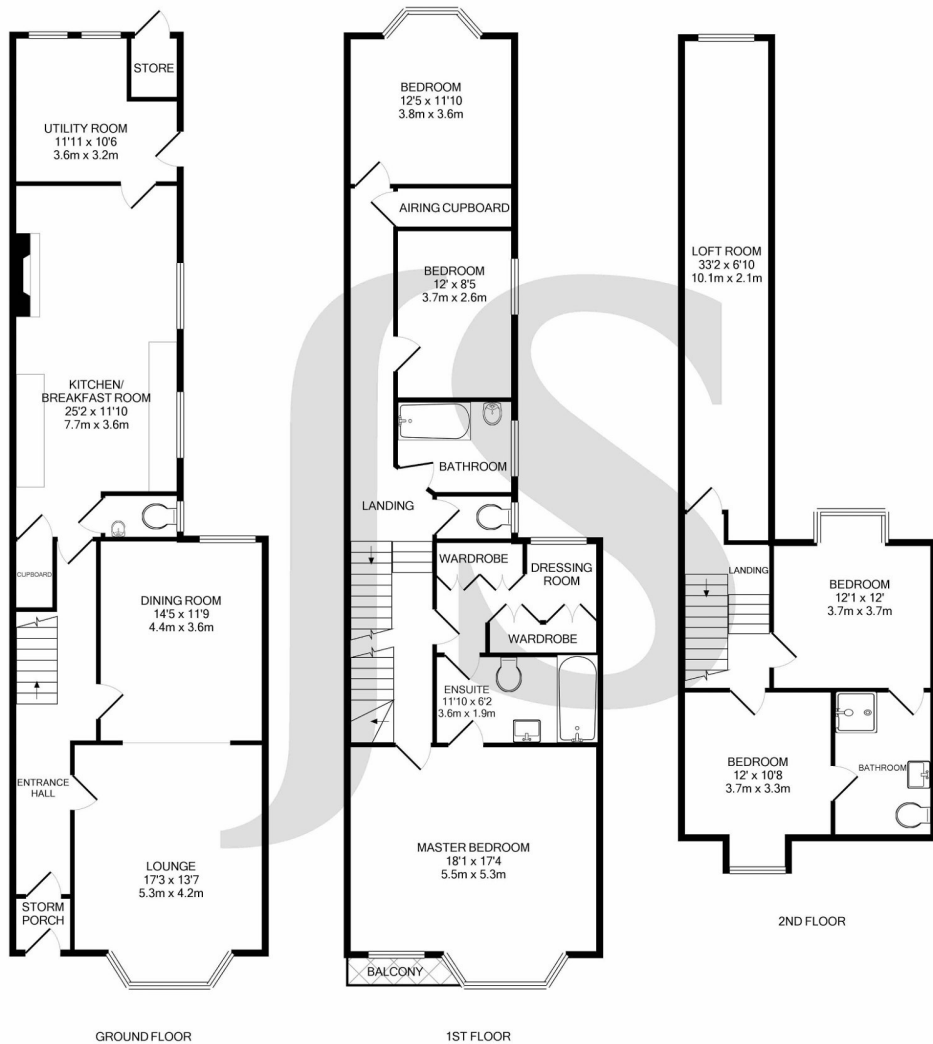 STORE
UTILITY ROOM
11'11 x 10'6
3.6m x 3.2m
KITCHEN/
BREAKFAST ROOM
25'2 x 11'10
7.7m x 3.6m
CUPBOARD
DINING ROOM
14'5 x 11'9
4.4m x 3.6m
ENTRANCE
HALL
LOUNGE
17'3 x 13'7
5.3m x 4.2m
STORM
PORCH
GROUND FLOOR
BEDROOM
12'5 x 11'10
3.8m x 3.6m
AIRING CUPBOARD
BEDROOM
12' x 8'5
3.7m x 2.6m
BATHROOM
LANDING
WARDROBE
DRESSING
ROOM
WARDROBE
ENSUITE
11'10 x 6'2
3.6m x 1.9m
MASTER BEDROOM
18'1 x 17'4
5.5m x 5.3m
BALCONY
1ST FLOOR
LOFT ROOM
33'2 x 6'10
10.1m x 2.1m
LANDING
BEDROOM
12'1 x 12'
3.7m x 3.7m
BEDROOM
12' x 10'8
3.7m x 3.3m
BATHROOM
2ND FLOOR
JS